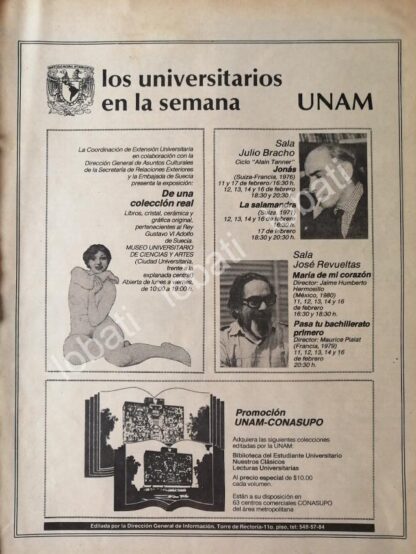 los universitarios
en la semana UNAM
La Coordinación de Extensión Universitaria
en colaboración con la
Dirección General de Asuntos Culturales
de la Secretaría de Relaciones Exteriores
y la Embajada de Suecia
presenta la exposición:
De una
colección real
Libros, cristal, cerámica y
gráfica original,
pertenecientes al Rey
Gustavo VI Adolfo
de Suecia.
MUSEO UNIVERSITARIO
DE CIENCIAS Y ARTES
(Ciudad Universitaria,
frente a la
explanada central)
Abierta de lunes a viernes,
de 10:00 a 19:00 h.
Sala
Julio Bracho
Ciclo "Alain Tanner"
Jonás
(Suiza-Francia, 1976)
11 y 17 de febrero/16:30 h.
12, 13, 14 y 16 de febrero
18:30 y 20:30 h.
La salamandra
(Suiza, 1971)
12, 13, 14 y 16 de febrero
16:30 h.
17 de febrero
18:30 y 20:30 h.
Sala
José Revueltas
María de mi corazón
Director: Jaime Humberto
Hermosillo
(México, 1980)
11, 12, 13, 14 y 16
de febrero
16:30 y 18:30 h.
Pasa tu bachillerato
primero
Director: Maurice Pialat
(Francia, 1979)
11, 12, 13, 14 y 16
de febrero
20:30 h.
Promoción
UNAM-CONASUPO
Adquiera las siguientes colecciones
editadas por la UNAM:
Biblioteca del Estudiante Universitario
Nuestros Clásicos
Lecturas Universitarias
Al precio especial de $10.00
cada volumen.
Están a su disposición en
63 centros comerciales CONASUPO
del área metropolitana
Editada por la Dirección General de Información, Torre de Rectoría-11o. piso, tel: 548-57-84